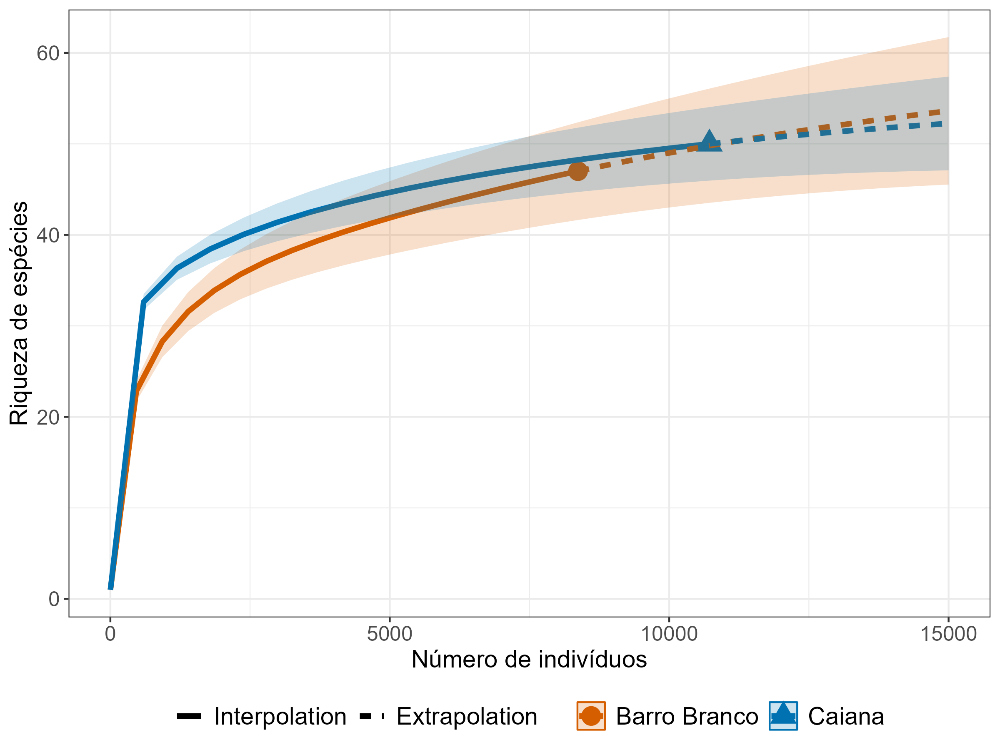 60
40
20
0
Riqueza de espécies
0 5000 10000 15000
Número de indivíduos
Interpolation Extrapolation Barro Branco Caiana